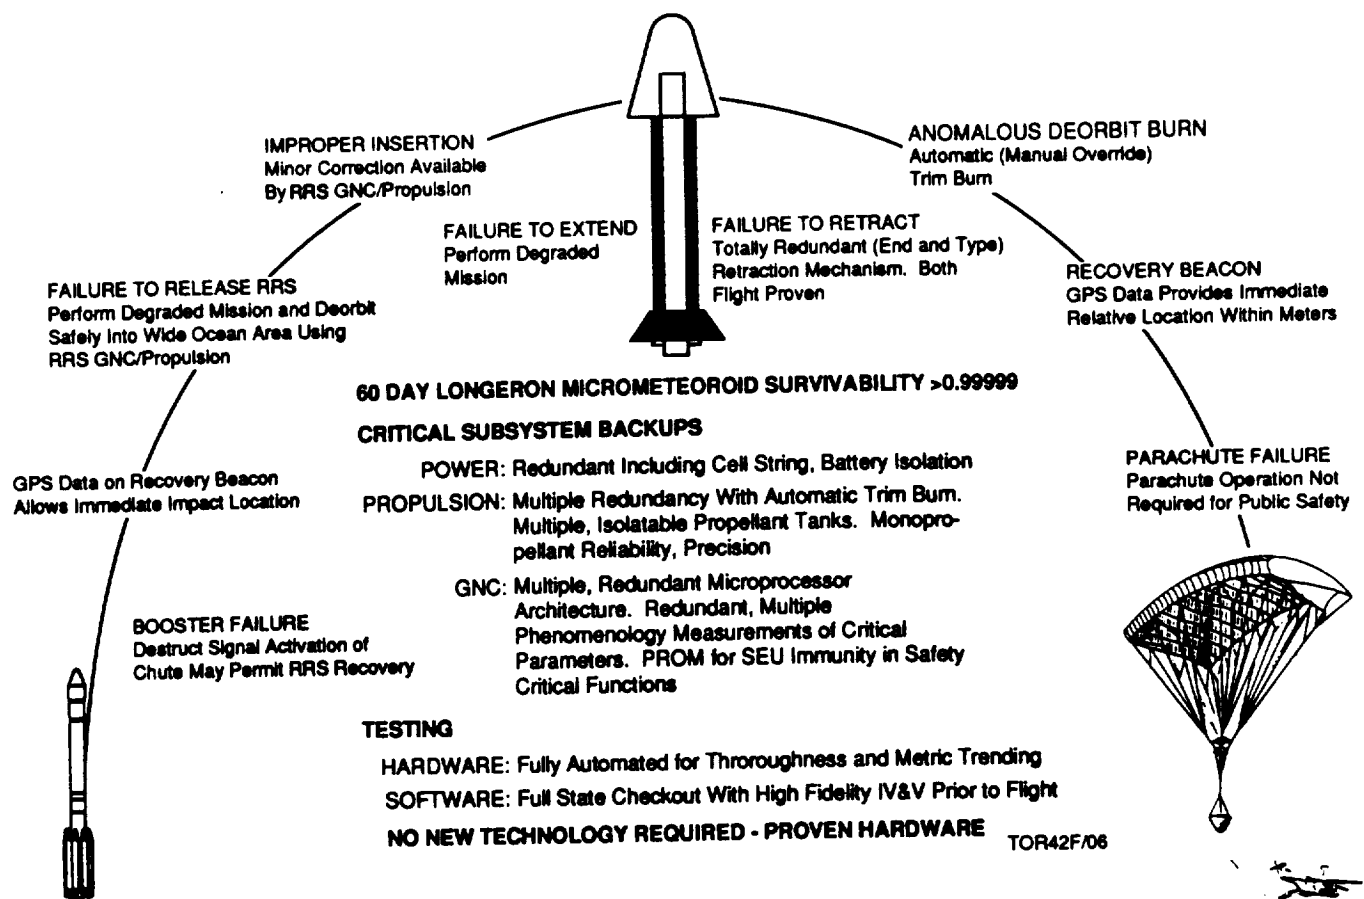 IMPROPER INSERTION
Minor Correction Available
By RRS GNC/Propulsion
ANOMALOUS DEORBIT BURN
Automatic (Manual Override)
Trim Burn
FAILURE TO EXTEND
Perform Degraded
Mission
FAILURE TO RETRACT
Totally Redundant (End and Type)
Retraction Mechanism. Both
Flight Proven
FAILURE TO RELEASE RRS
Perform Degraded Mission and Deorbit
Safely into Wide Ocean Area Using
RRS GNC/Propulsion
RECOVERY BEACON
GPS Data Provides Immediate
Relative Location Within Meters
60 DAY LONGERON MICROMETEOROID SURVIVABILITY >0.99999
CRITICAL SUBSYSTEM BACKUPS
POWER: Redundant Including Cell String, Battery Isolation
PROPULSION: Multiple Redundancy With Automatic Trim Burn.
Multiple, Isolatable Propellant Tanks. Monopro-
pellant Reliability, Precision
GNC: Multiple, Redundant Microprocessor
Architecture. Redundant, Multiple
Phenomenology Measurements of Critical
Parameters. PROM for SEU Immunity in Safety
Critical Functions
GPS Data on Recovery Beacon
Allows Immediate Impact Location
PARACHUTE FAILURE
Parachute Operation Not
Required for Public Safety
BOOSTER FAILURE
Destruct Signal Activation of
Chute May Permit RRS Recovery
TESTING
HARDWARE: Fully Automated for Throroughness and Metric Trending
SOFTWARE: Full State Checkout With High Fidelity IV&V Prior to Flight
NO NEW TECHNOLOGY REQUIRED - PROVEN HARDWARE
TOR42F/06